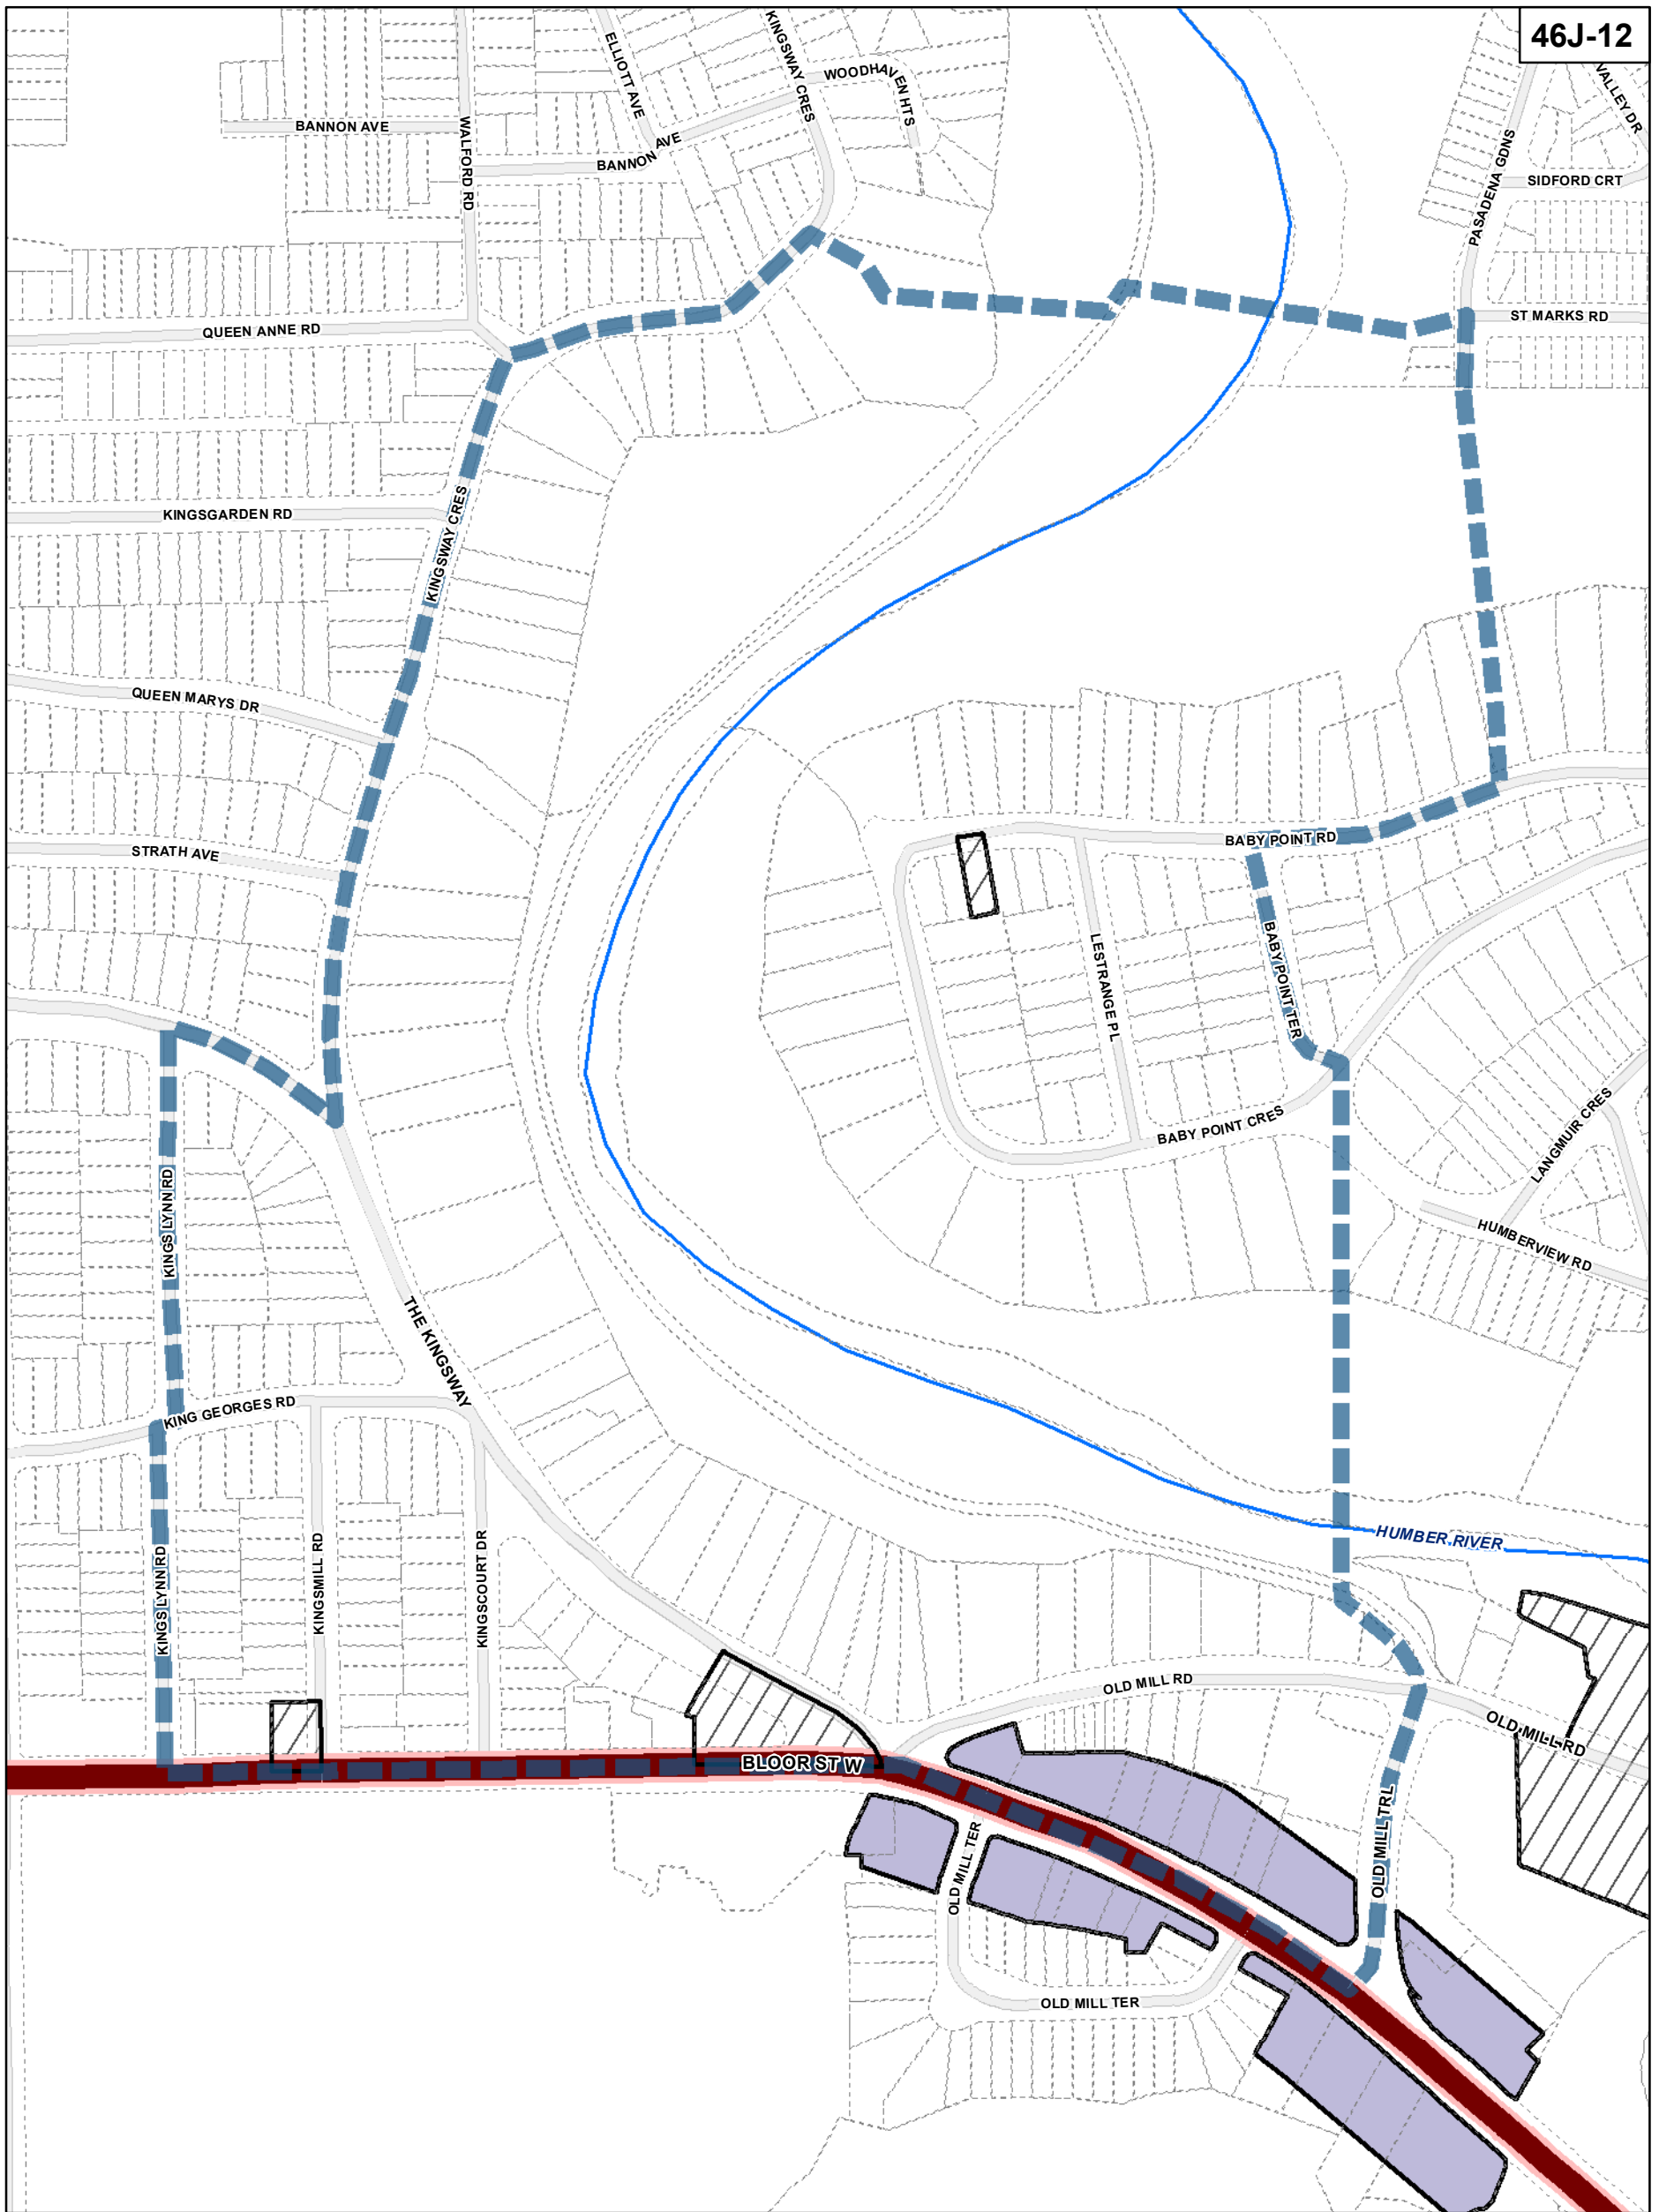 46J-12
KINGSWAY CRES
ELLIOTT AVE
WOODHAVEN HTS
VALLEY DR
BANNON AVE
WALFORD RD
BANNON AVE
PASADENA GDNS
SIDFORD CRT
QUEEN ANNE RD
ST MARKS RD
KINGSGARDEN RD
KINGSWAY CRES
QUEEN MARYS DR
STRATH AVE
BABY POINT RD
BABY POINT TER
LESTRANGE PL
BABY POINT CRES
LANGMUIR CRES
KINGS LYNN RD
HUMBERVIEW RD
THE KINGSWAY
KING GEORGES RD
HUMBER RIVER
KINGS LYNN RD
KINGSMILL RD
KINGSCOURT DR
OLD MILL RD
OLD MILL RD
BLOOR ST W
OLD MILL TRL
OLD MILL TER
OLD MILL TER